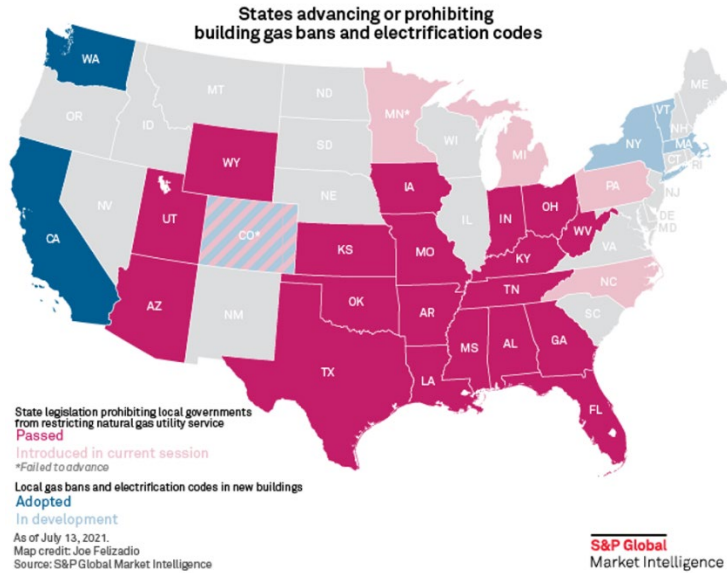 States advancing or prohibiting
building gas bans and electrification codes
WA
MT
ND
MN*
ME
OR
ID
SD
WI
VT
NH
WY
MI
NY
MA
CT
RI
NV
NE
IA
PA
NJ
UT
CO*
IL
IN
OH
DE
MD
CA
KS
MO
WV
VA
KY
AZ
NM
OK
AR
TN
NC
SC
TX
LA
MS
AL
GA
FL
State legislation prohibiting local governments
from restricting natural gas utility service
Passed
Introduced in current session
*Failed to advance
Local gas bans and electrification codes in new buildings
Adopted
In development
As of July 13, 2021.
Map credit: Joe Felizadio
Source: S&P Global Market Intelligence
S&P Global
Market Intelligence